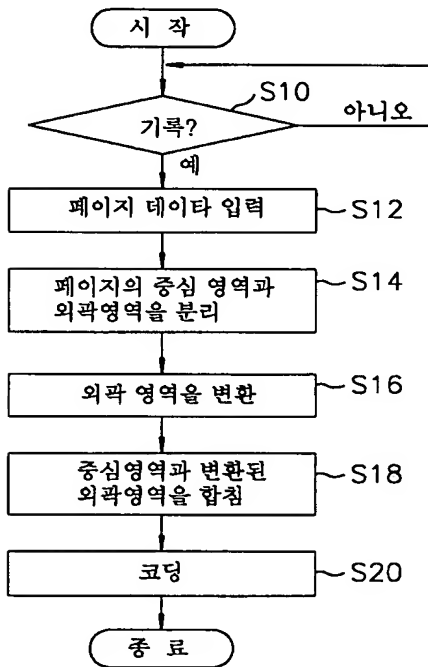 시 작
S10
기록?
아니오
예
페이지 데이타 입력
S12
페이지의 중심 영역과
외곽영역을 분리
S14
외곽 영역을 변환
S16
중심영역과 변환된
외곽영역을 합침
S18
코딩
S20
종 료